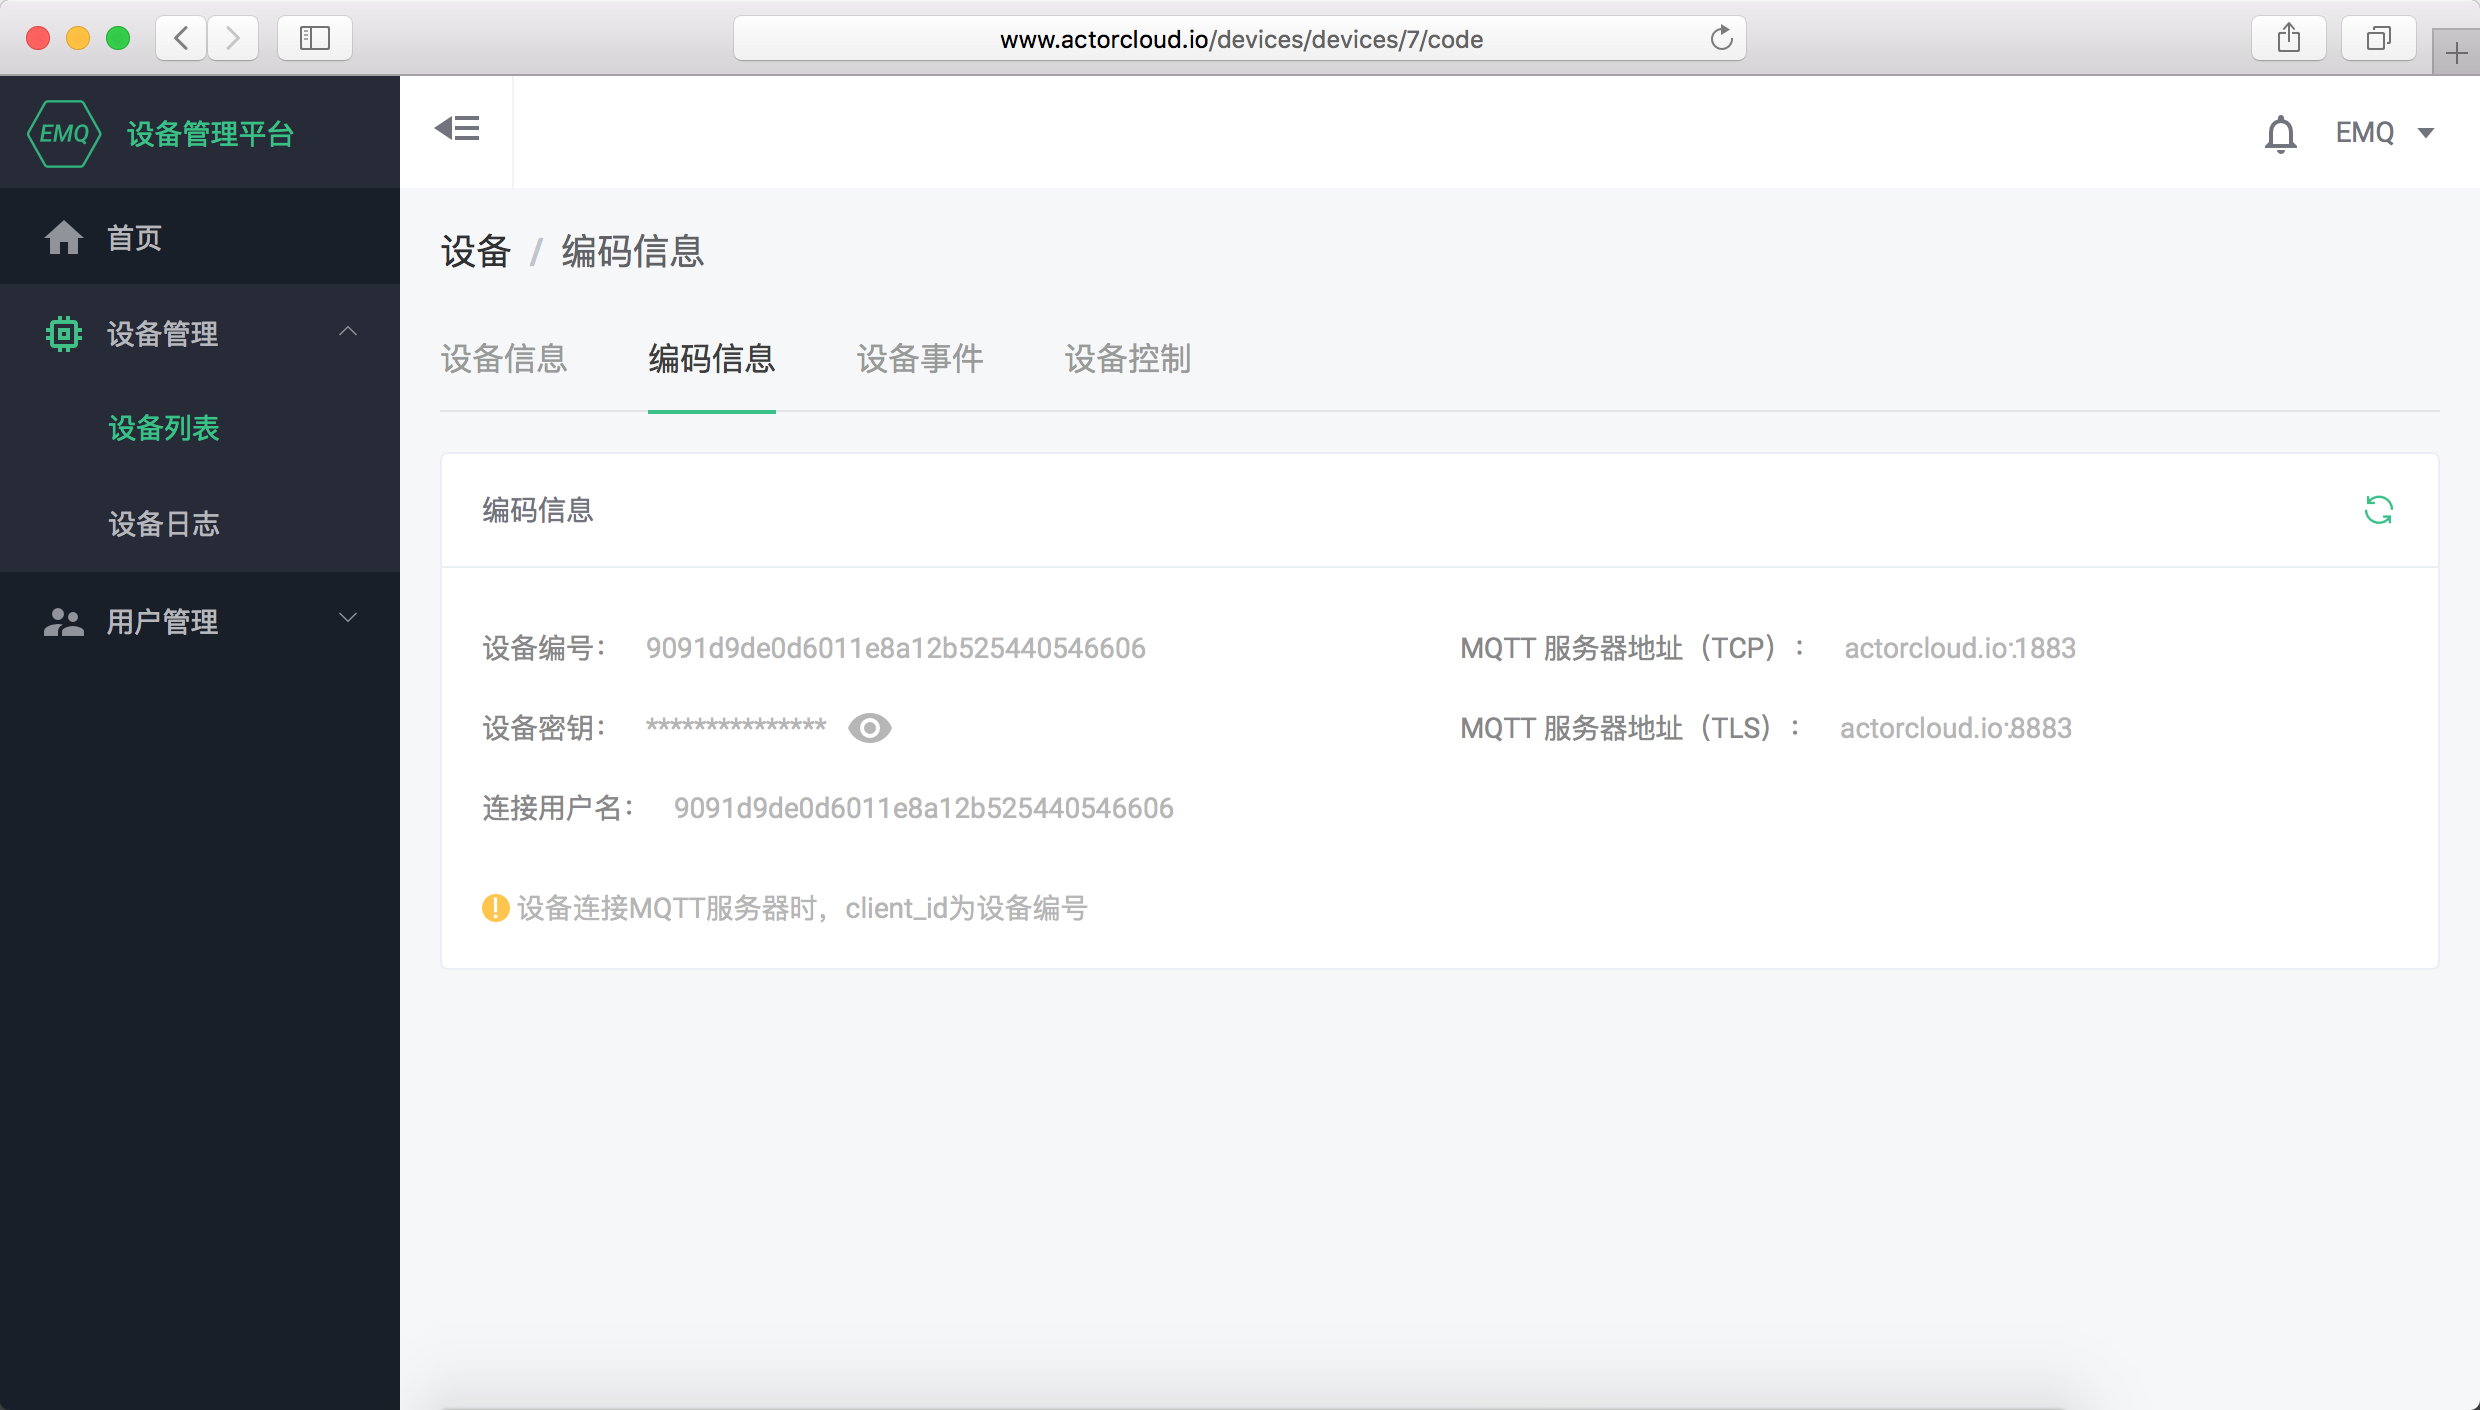 www.actorcloud.io/devices/devices/7/code
EMQ 设备管理平台
EMQ
首页
设备管理
设备列表
设备日志
用户管理
设备 / 编码信息
设备信息 编码信息 设备事件 设备控制
编码信息
设备编号： 9091d9de0d6011e8a12b525440546606
MQTT 服务器地址（TCP）： actorcloud.io:1883
设备密钥： ***************
MQTT 服务器地址（TLS）： actorcloud.io:8883
连接用户名： 9091d9de0d6011e8a12b525440546606
设备连接MQTT服务器时，client_id为设备编号